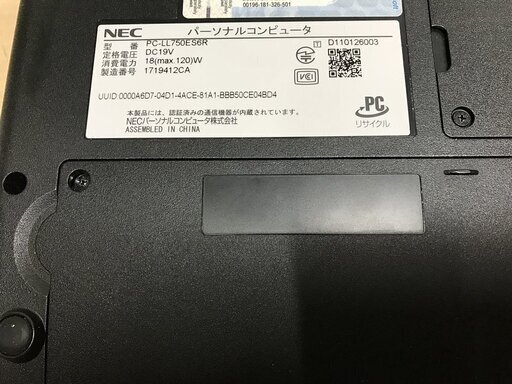 00196-181-326-501
NEC パーソナルコンピュータ
型 番 PC-LL750ES6R
定格電圧 DC19V
消費電力 18(max.120)W
製造番号 1719412CA
T D110126003
VCI
UUID:0000A6D7-04D1-4ACE-81A1-BBB50CE04BD4
本製品には、認証済みの通信機器が内蔵されています。
NECパーソナルコンピュータ株式会社
ASSEMBLED IN CHINA
PC
リサイクル